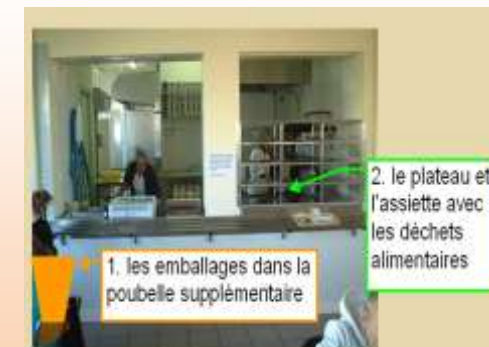 1. les emballages dans la
poubelle supplémentaire
2. le plateau et
l'assiette avec
les déchets
alimentaires